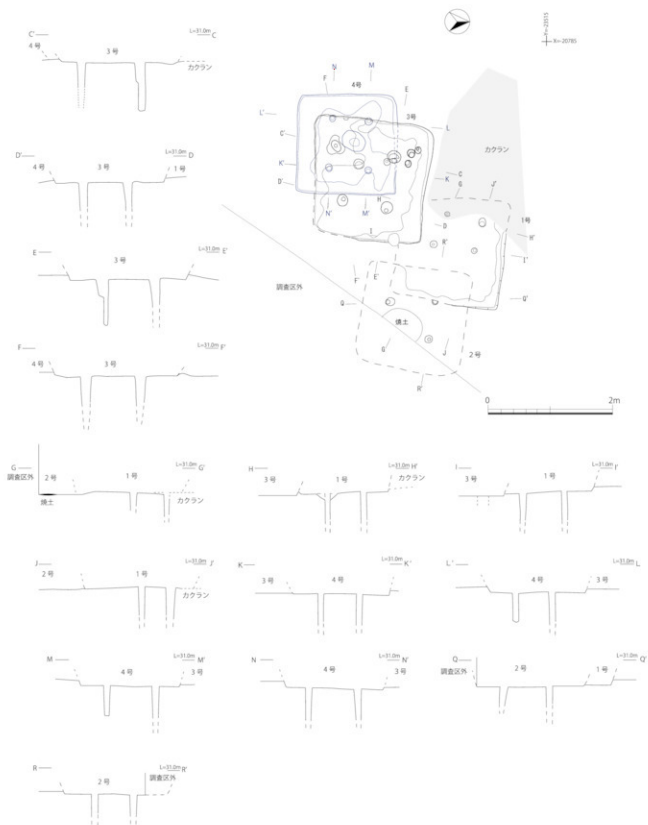 C' L=31.0m C
4号 3号 カクラン
D' L=31.0m D
4号 3号 1号
E L=31.0m E'
3号
F L=31.0m F'
4号 3号
Y=-20315
X=-20785
N M
F 4号 E
L' 3号 L
C' カクラン
K' K C
G J'
D' H D 1号
N' M' R' H'
I I'
調査区外 F' E' Q'
Q 焼土
G J 2号
R'
0 2m
G L=31.0m G'
調査区外 2号 1号
焼土 カクラン
H L=31.0m H'
3号 1号 カクラン
I L=31.0m I'
3号 1号
J L=31.0m J'
2号 1号 カクラン
K L=31.0m K'
3号 4号
L' L=31.0m L
4号 3号
M L=31.0m M'
4号 3号
N L=31.0m N'
4号 3号
Q L=31.0m Q'
調査区外 2号 1号
R L=31.0m R'
2号 調査区外